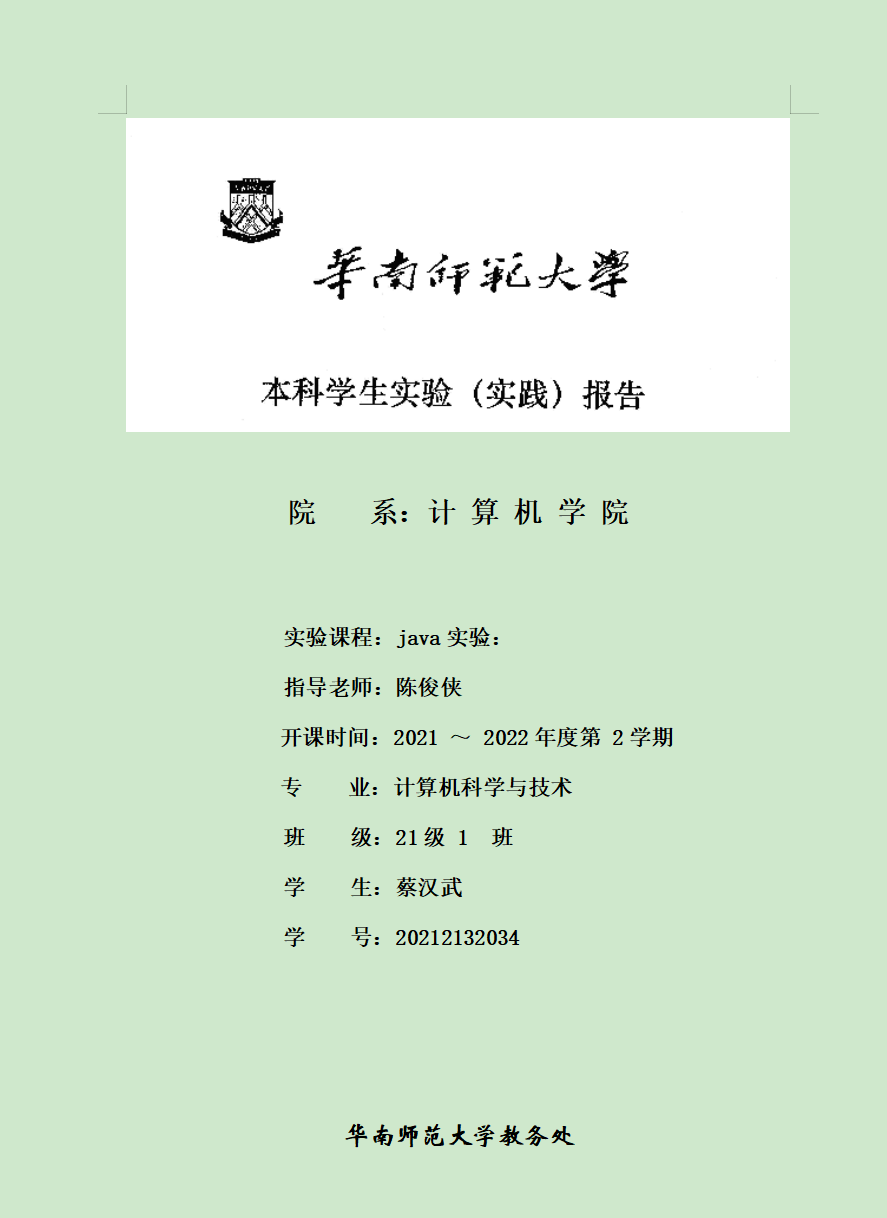 華南師範大學
本科学生实验（实践）报告
院 系：计 算 机 学 院
实验课程：java 实验：
指导老师：陈俊侠
开课时间：2021 ～ 2022 年度第 2 学期
专 业：计算机科学与技术
班 级：21 级 1 班
学 生：蔡汉武
学 号：20212132034
华南师范大学教务处